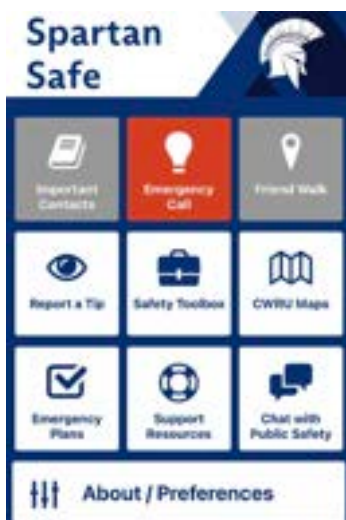 Spartan
Safe
Important
Contacts
Emergency
Call
Friend Walk
Report a Tip
Safety Toolbox
CWRU Maps
Emergency
Plans
Support
Resources
Chat with
Public Safety
About / Preferences